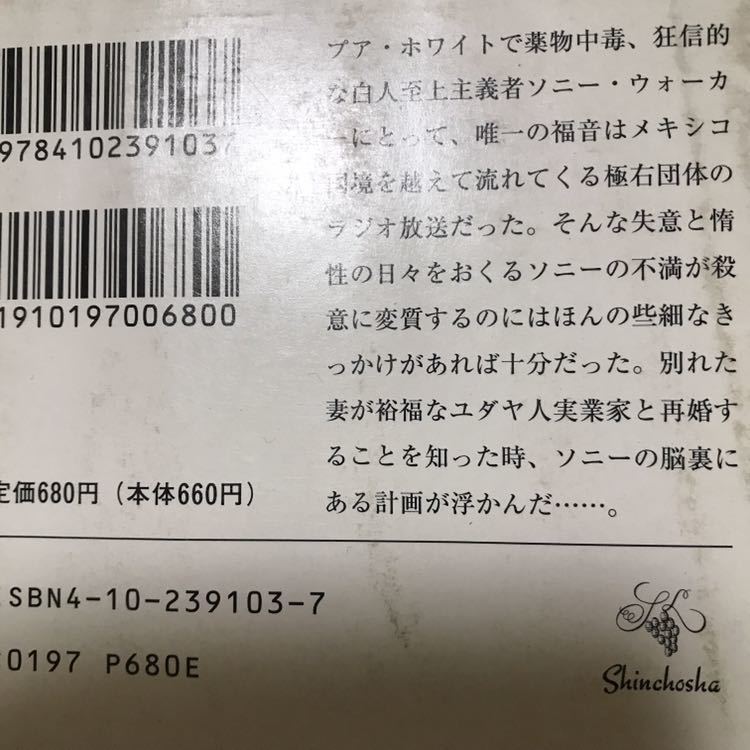 9784102391037
1910197006800
定価680円（本体660円）
プア・ホワイトで薬物中毒、狂信的
な白人至上主義者ソニー・ウォーカ
ーにとって、唯一の福音はメキシコ
国境を越えて流れてくる極右団体の
ラジオ放送だった。そんな失意と惰
性の日々をおくるソニーの不満が殺
意に変質するのにはほんの些細なき
っかけがあれば十分だった。別れた
妻が裕福なユダヤ人実業家と再婚す
ることを知った時、ソニーの脳裏に
ある計画が浮かんだ……。
ISBN4-10-239103-7
0197 P680E
Shinchosha